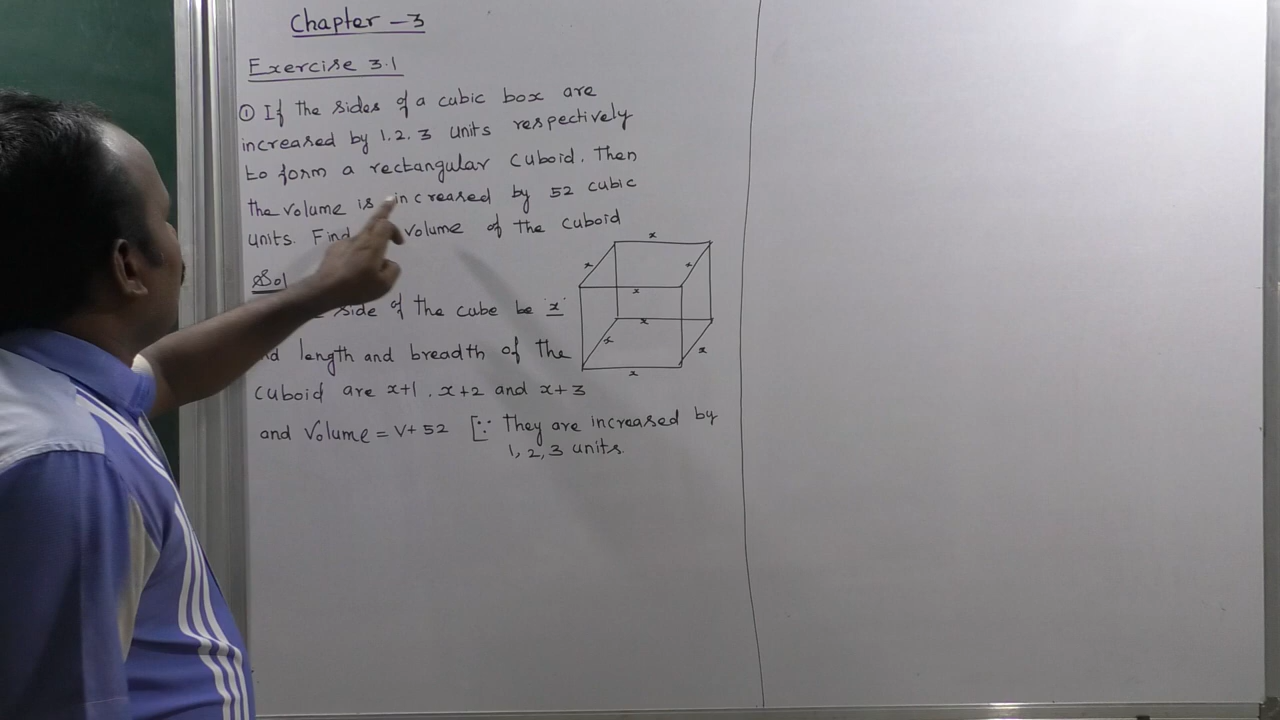 Chapter - 3
Exercise 3.1
① If the sides of a cubic box are
increased by 1, 2, 3 units respectively
to form a rectangular cuboid. Then
the volume is increased by 52 cubic
units. Find volume of the cuboid
Sol
side of the cube be 'x'
length and breadth of the
cuboid are x+1, x+2 and x+3
and Volume = V+ 52 [∵ They are increased by
1, 2, 3 units.
x
x
x
x
x
x
x
x